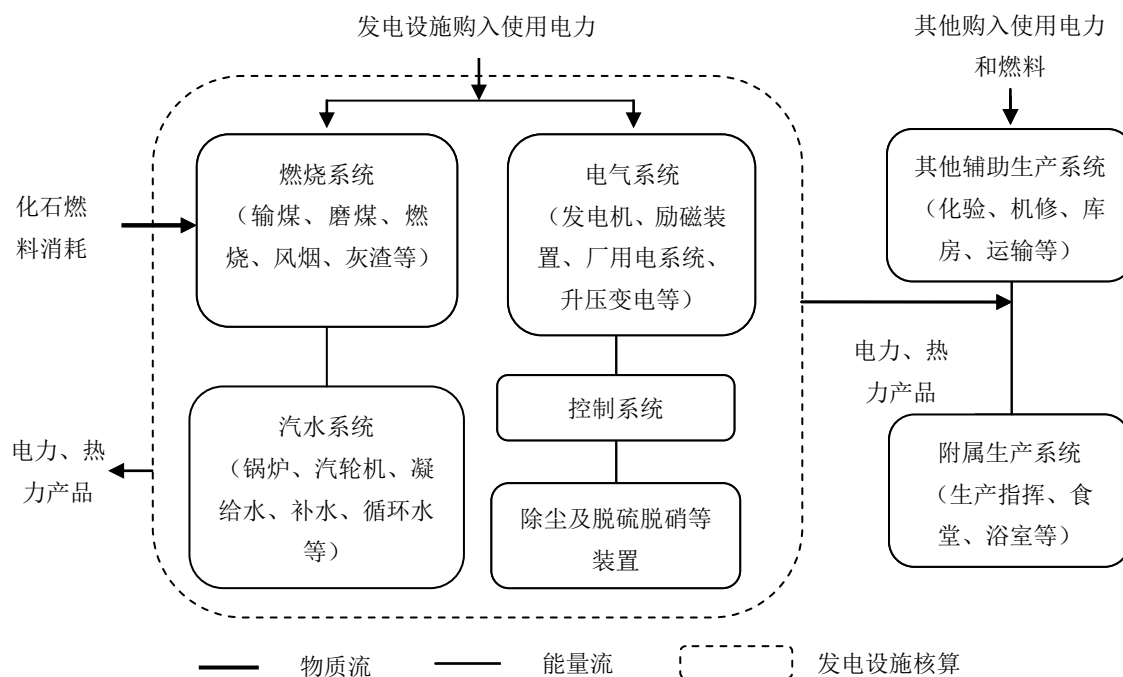 发电设施购入使用电力
其他购入使用电力
和燃料
化石燃
料消耗
燃烧系统
（输煤、磨煤、燃
烧、风烟、灰渣等）
电气系统
（发电机、励磁装
置、厂用电系统、
升压变电等）
其他辅助生产系统
（化验、机修、库
房、运输等）
电力、热
力产品
汽水系统
（锅炉、汽轮机、凝
给水、补水、循环水
等）
控制系统
除尘及脱硫脱硝等
装置
电力、热
力产品
附属生产系统
（生产指挥、食
堂、浴室等）
物质流
能量流
发电设施核算